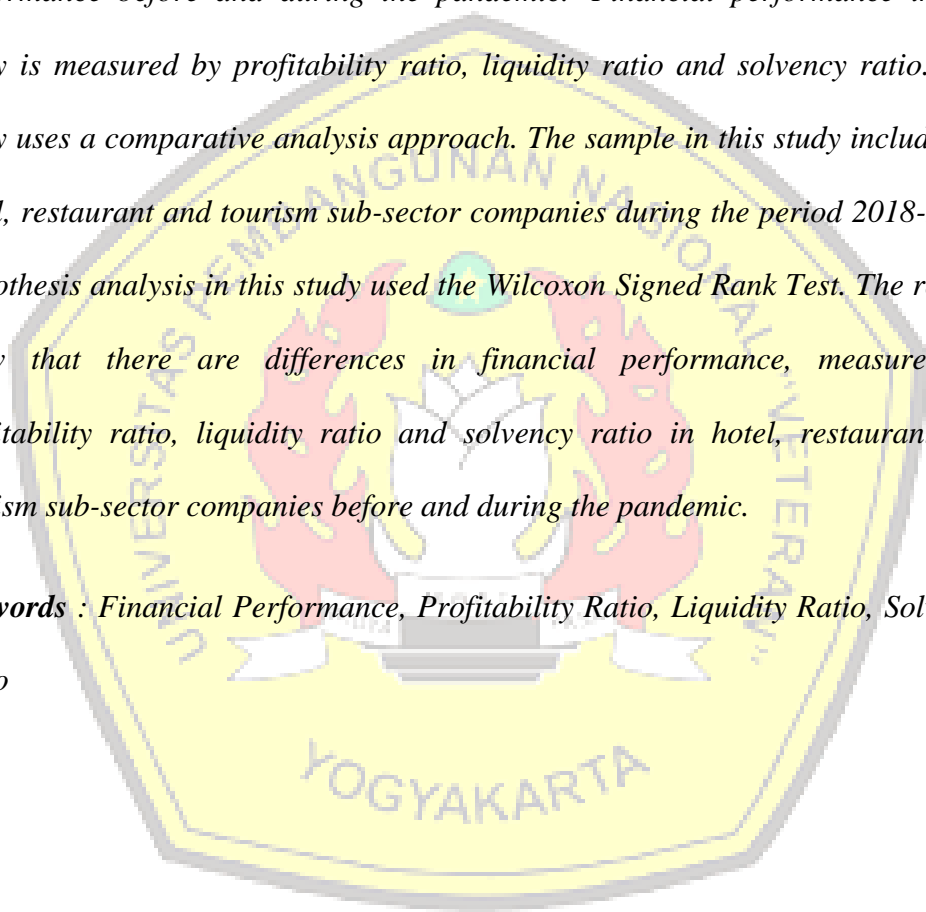 formance before and during the pandemic. Financial performance in
y is measured by profitability ratio, liquidity ratio and solvency ratio.
y uses a comparative analysis approach. The sample in this study includ
l, restaurant and tourism sub-sector companies during the period 2018-
othesis analysis in this study used the Wilcoxon Signed Rank Test. The r
w that there are differences in financial performance, measure
itability ratio, liquidity ratio and solvency ratio in hotel, restauran
ism sub-sector companies before and during the pandemic.
words : Financial Performance, Profitability Ratio, Liquidity Ratio, Sol
o
UNIVERSITAS PEMBANGUNAN NASIONAL "VETERAN"
YOGYAKARTA